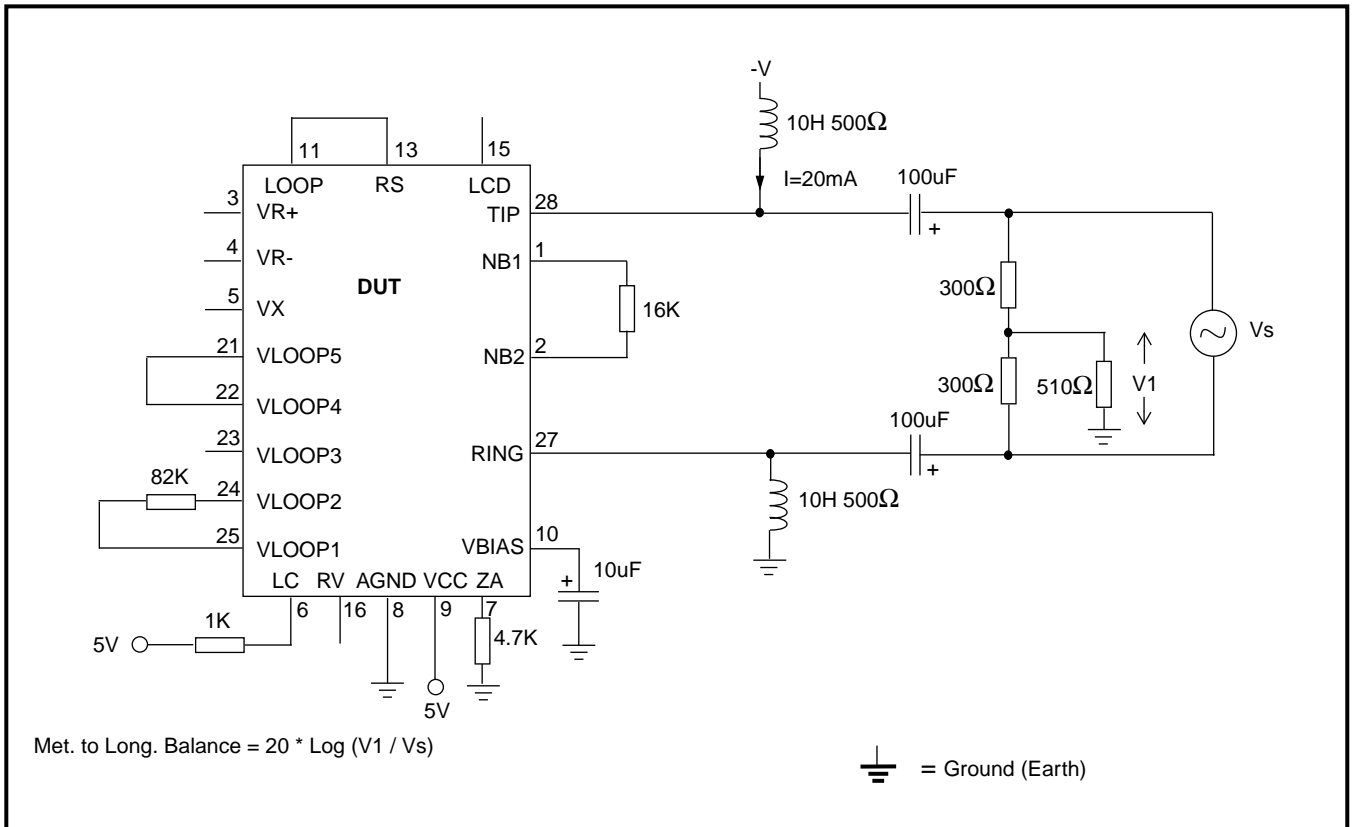 -V
10H 500Ω
I=20mA
100uF
+
11
13
15
LOOP
RS
LCD
3
VR+
TIP
28
4
VR-
NB1
1
DUT
5
VX
16K
21
VLOOP5
NB2
2
22
VLOOP4
300Ω
300Ω
510Ω
V1
Vs
100uF
+
23
VLOOP3
RING
27
82K
24
VLOOP2
10H 500Ω
25
VLOOP1
VBIAS
10
LC RV AGND VCC ZA
6
16
8
9
7
+
10uF
1K
5V
4.7K
5V
Met. to Long. Balance = 20 * Log (V1 / Vs)
= Ground (Earth)